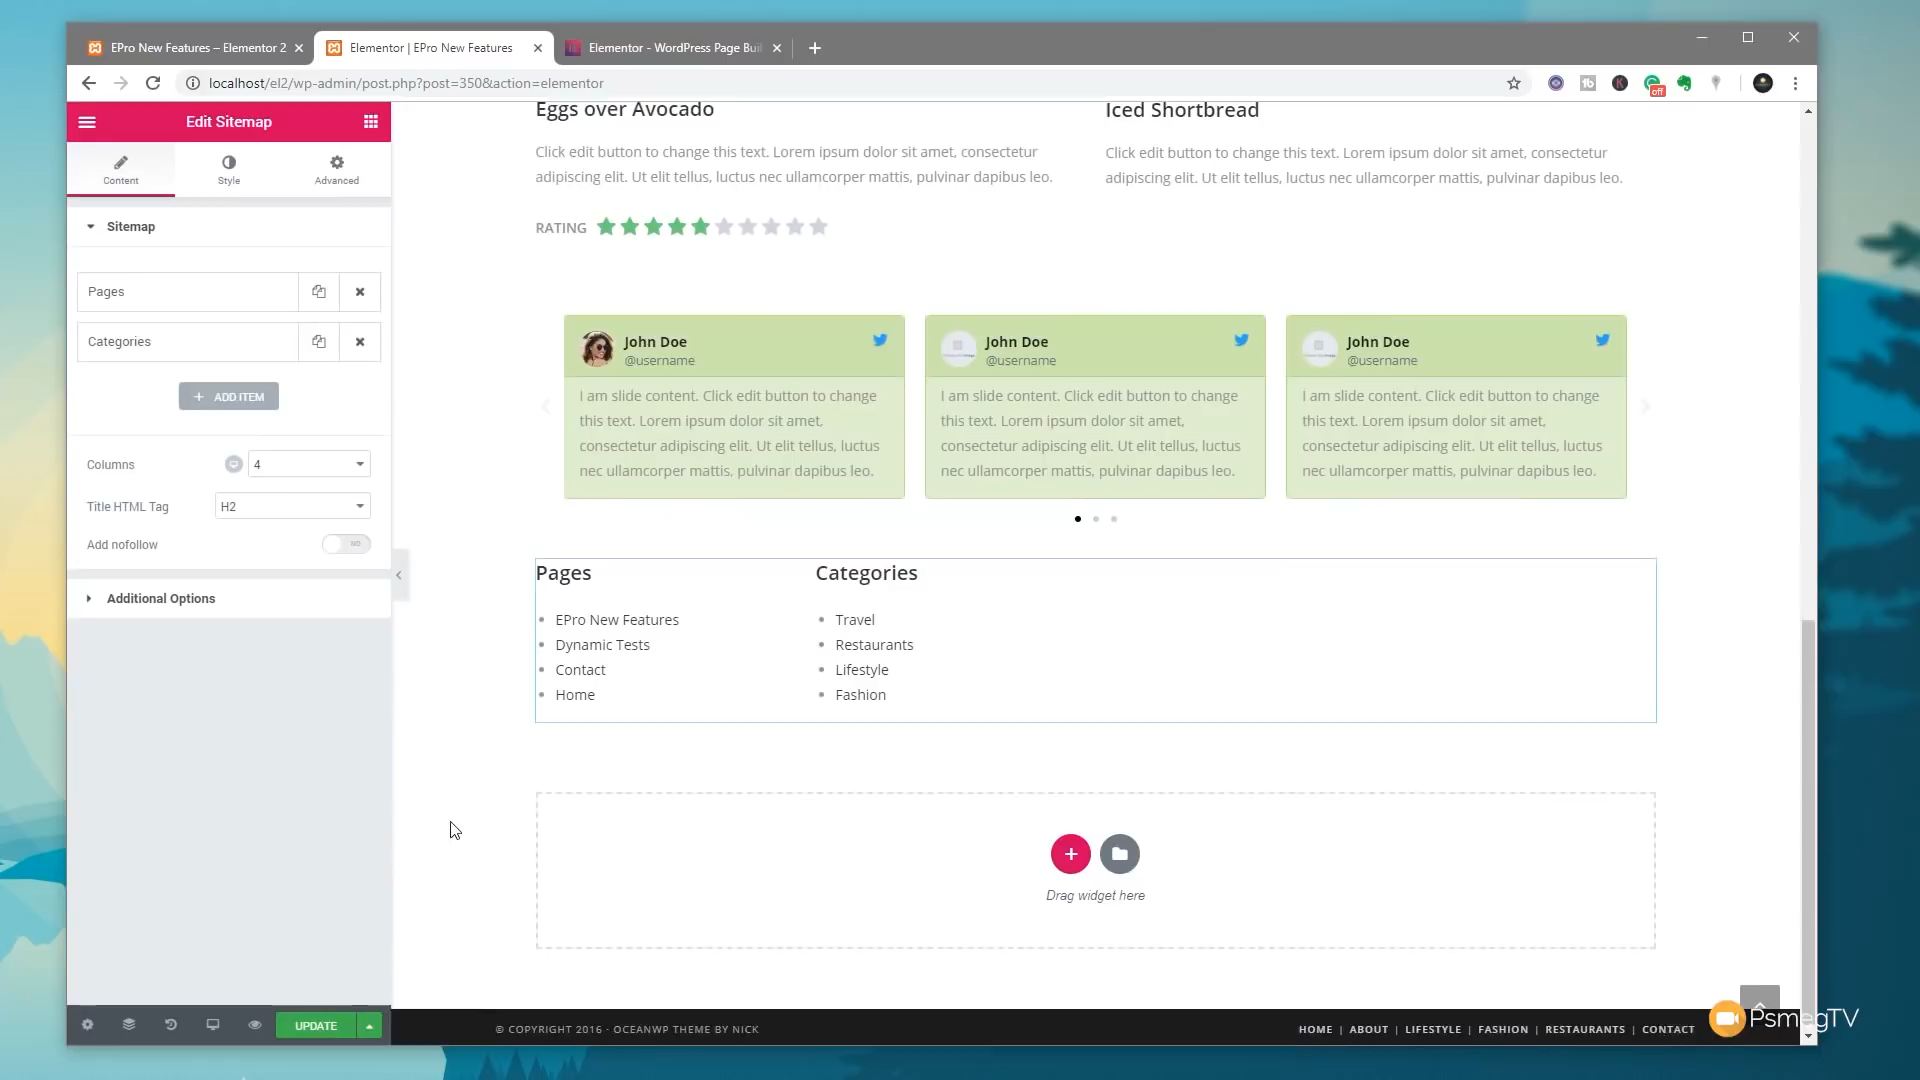 EPro New Features – Elementor 2
Elementor | EPro New Features
Elementor - WordPress Page Bui
localhost/el2/wp-admin/post.php?post=350&action=elementor
off
Edit Sitemap
Content
Style
Advanced
Sitemap
Pages
Categories
ADD ITEM
Columns
4
Title HTML Tag
H2
Add nofollow
NO
Additional Options
UPDATE
Eggs over Avocado
Click edit button to change this text. Lorem ipsum dolor sit amet, consectetur
adipiscing elit. Ut elit tellus, luctus nec ullamcorper mattis, pulvinar dapibus leo.
RATING
Iced Shortbread
Click edit button to change this text. Lorem ipsum dolor sit amet, consectetur
adipiscing elit. Ut elit tellus, luctus nec ullamcorper mattis, pulvinar dapibus leo.
John Doe
@username
I am slide content. Click edit button to change
this text. Lorem ipsum dolor sit amet,
consectetur adipiscing elit. Ut elit tellus, luctus
nec ullamcorper mattis, pulvinar dapibus leo.
John Doe
@username
I am slide content. Click edit button to change
this text. Lorem ipsum dolor sit amet,
consectetur adipiscing elit. Ut elit tellus, luctus
nec ullamcorper mattis, pulvinar dapibus leo.
John Doe
@username
I am slide content. Click edit button to change
this text. Lorem ipsum dolor sit amet,
consectetur adipiscing elit. Ut elit tellus, luctus
nec ullamcorper mattis, pulvinar dapibus leo.
Pages
EPro New Features
Dynamic Tests
Contact
Home
Categories
Travel
Restaurants
Lifestyle
Fashion
Drag widget here
© COPYRIGHT 2016 · OCEANWP THEME BY NICK
HOME | ABOUT | LIFESTYLE | FASHION | RESTAURANTS | CONTACT
PsmegTV